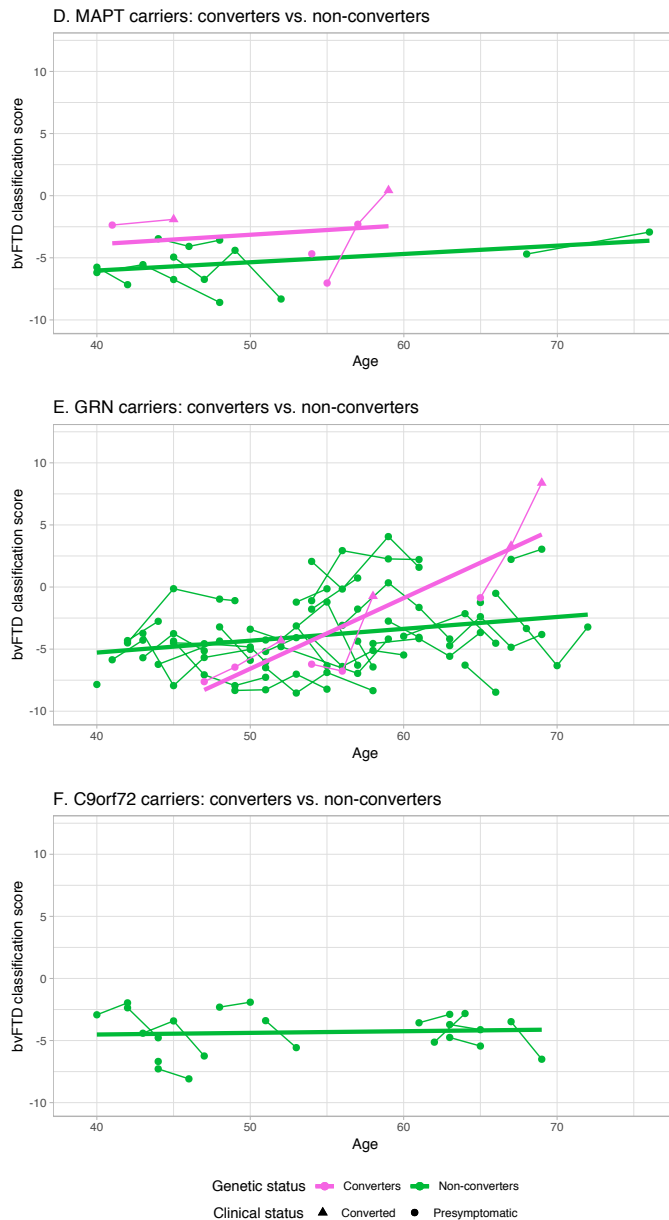 D. MAPT carriers: converters vs. non-converters
bvFTD classification score
10
5
0
-5
-10
40
50
60
70
Age
E. GRN carriers: converters vs. non-converters
bvFTD classification score
10
5
0
-5
-10
40
50
60
70
Age
F. C9orf72 carriers: converters vs. non-converters
bvFTD classification score
10
5
0
-5
-10
40
50
60
70
Age
Genetic status Converters Non-converters
Clinical status Converted Presymptomatic